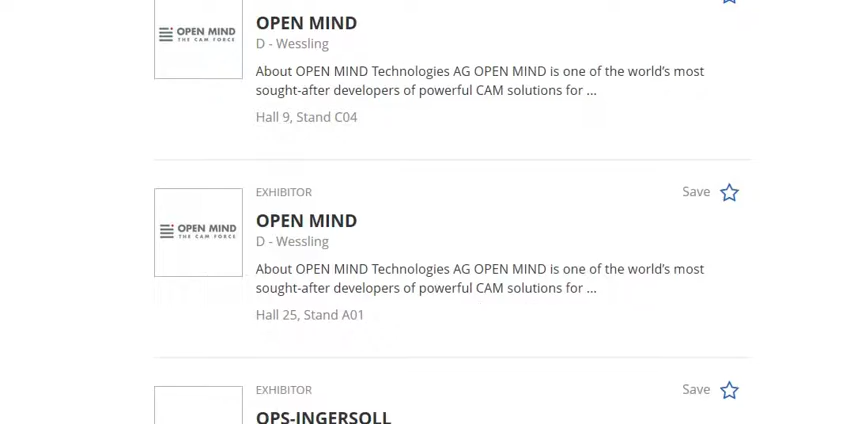 OPEN MIND
THE CAM FORCE
OPEN MIND
D - Wessling
About OPEN MIND Technologies AG OPEN MIND is one of the world's most
sought-after developers of powerful CAM solutions for ...
Hall 9, Stand C04
EXHIBITOR
Save
OPEN MIND
THE CAM FORCE
OPEN MIND
D - Wessling
About OPEN MIND Technologies AG OPEN MIND is one of the world's most
sought-after developers of powerful CAM solutions for ...
Hall 25, Stand A01
EXHIBITOR
Save
OPS-INGERSOLL